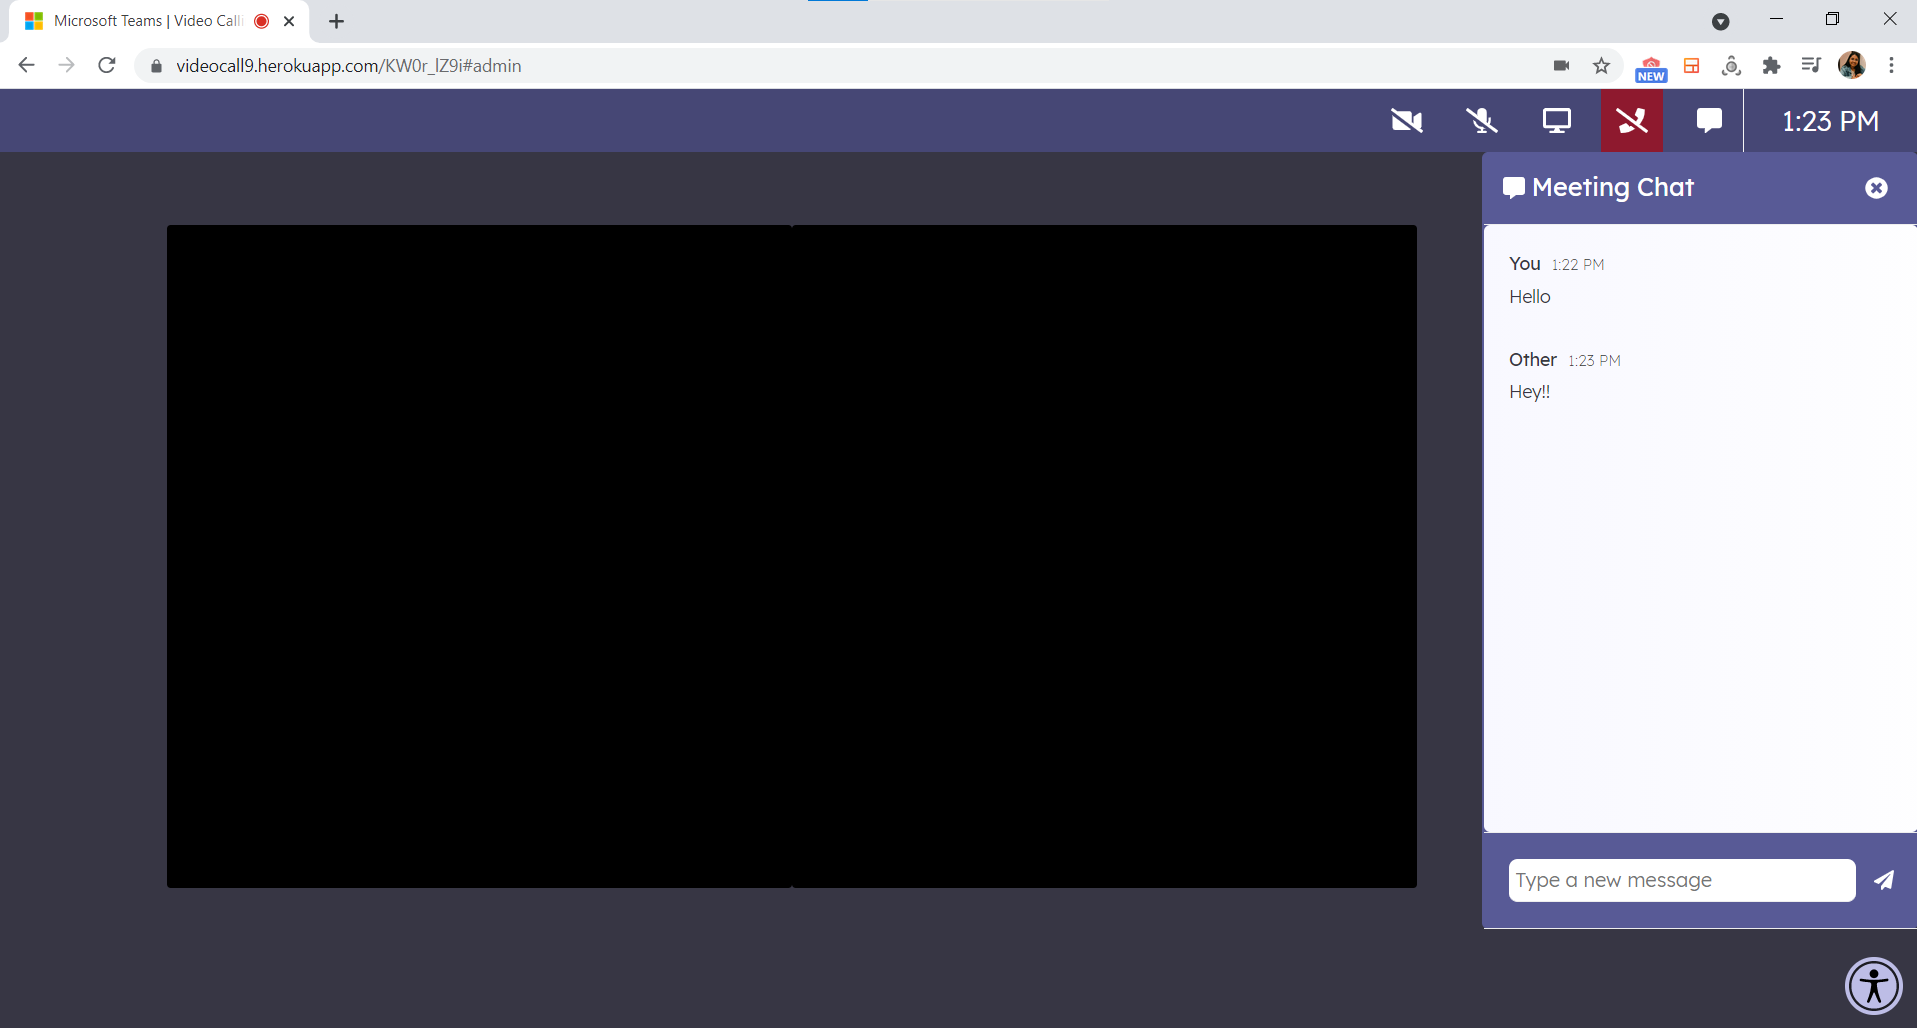 Microsoft Teams | Video Calli
videocall9.herokuapp.com/KW0r_lZ9i#admin
NEW
1:23 PM
Meeting Chat
You 1:22 PM
Hello
Other 1:23 PM
Hey!!
Type a new message